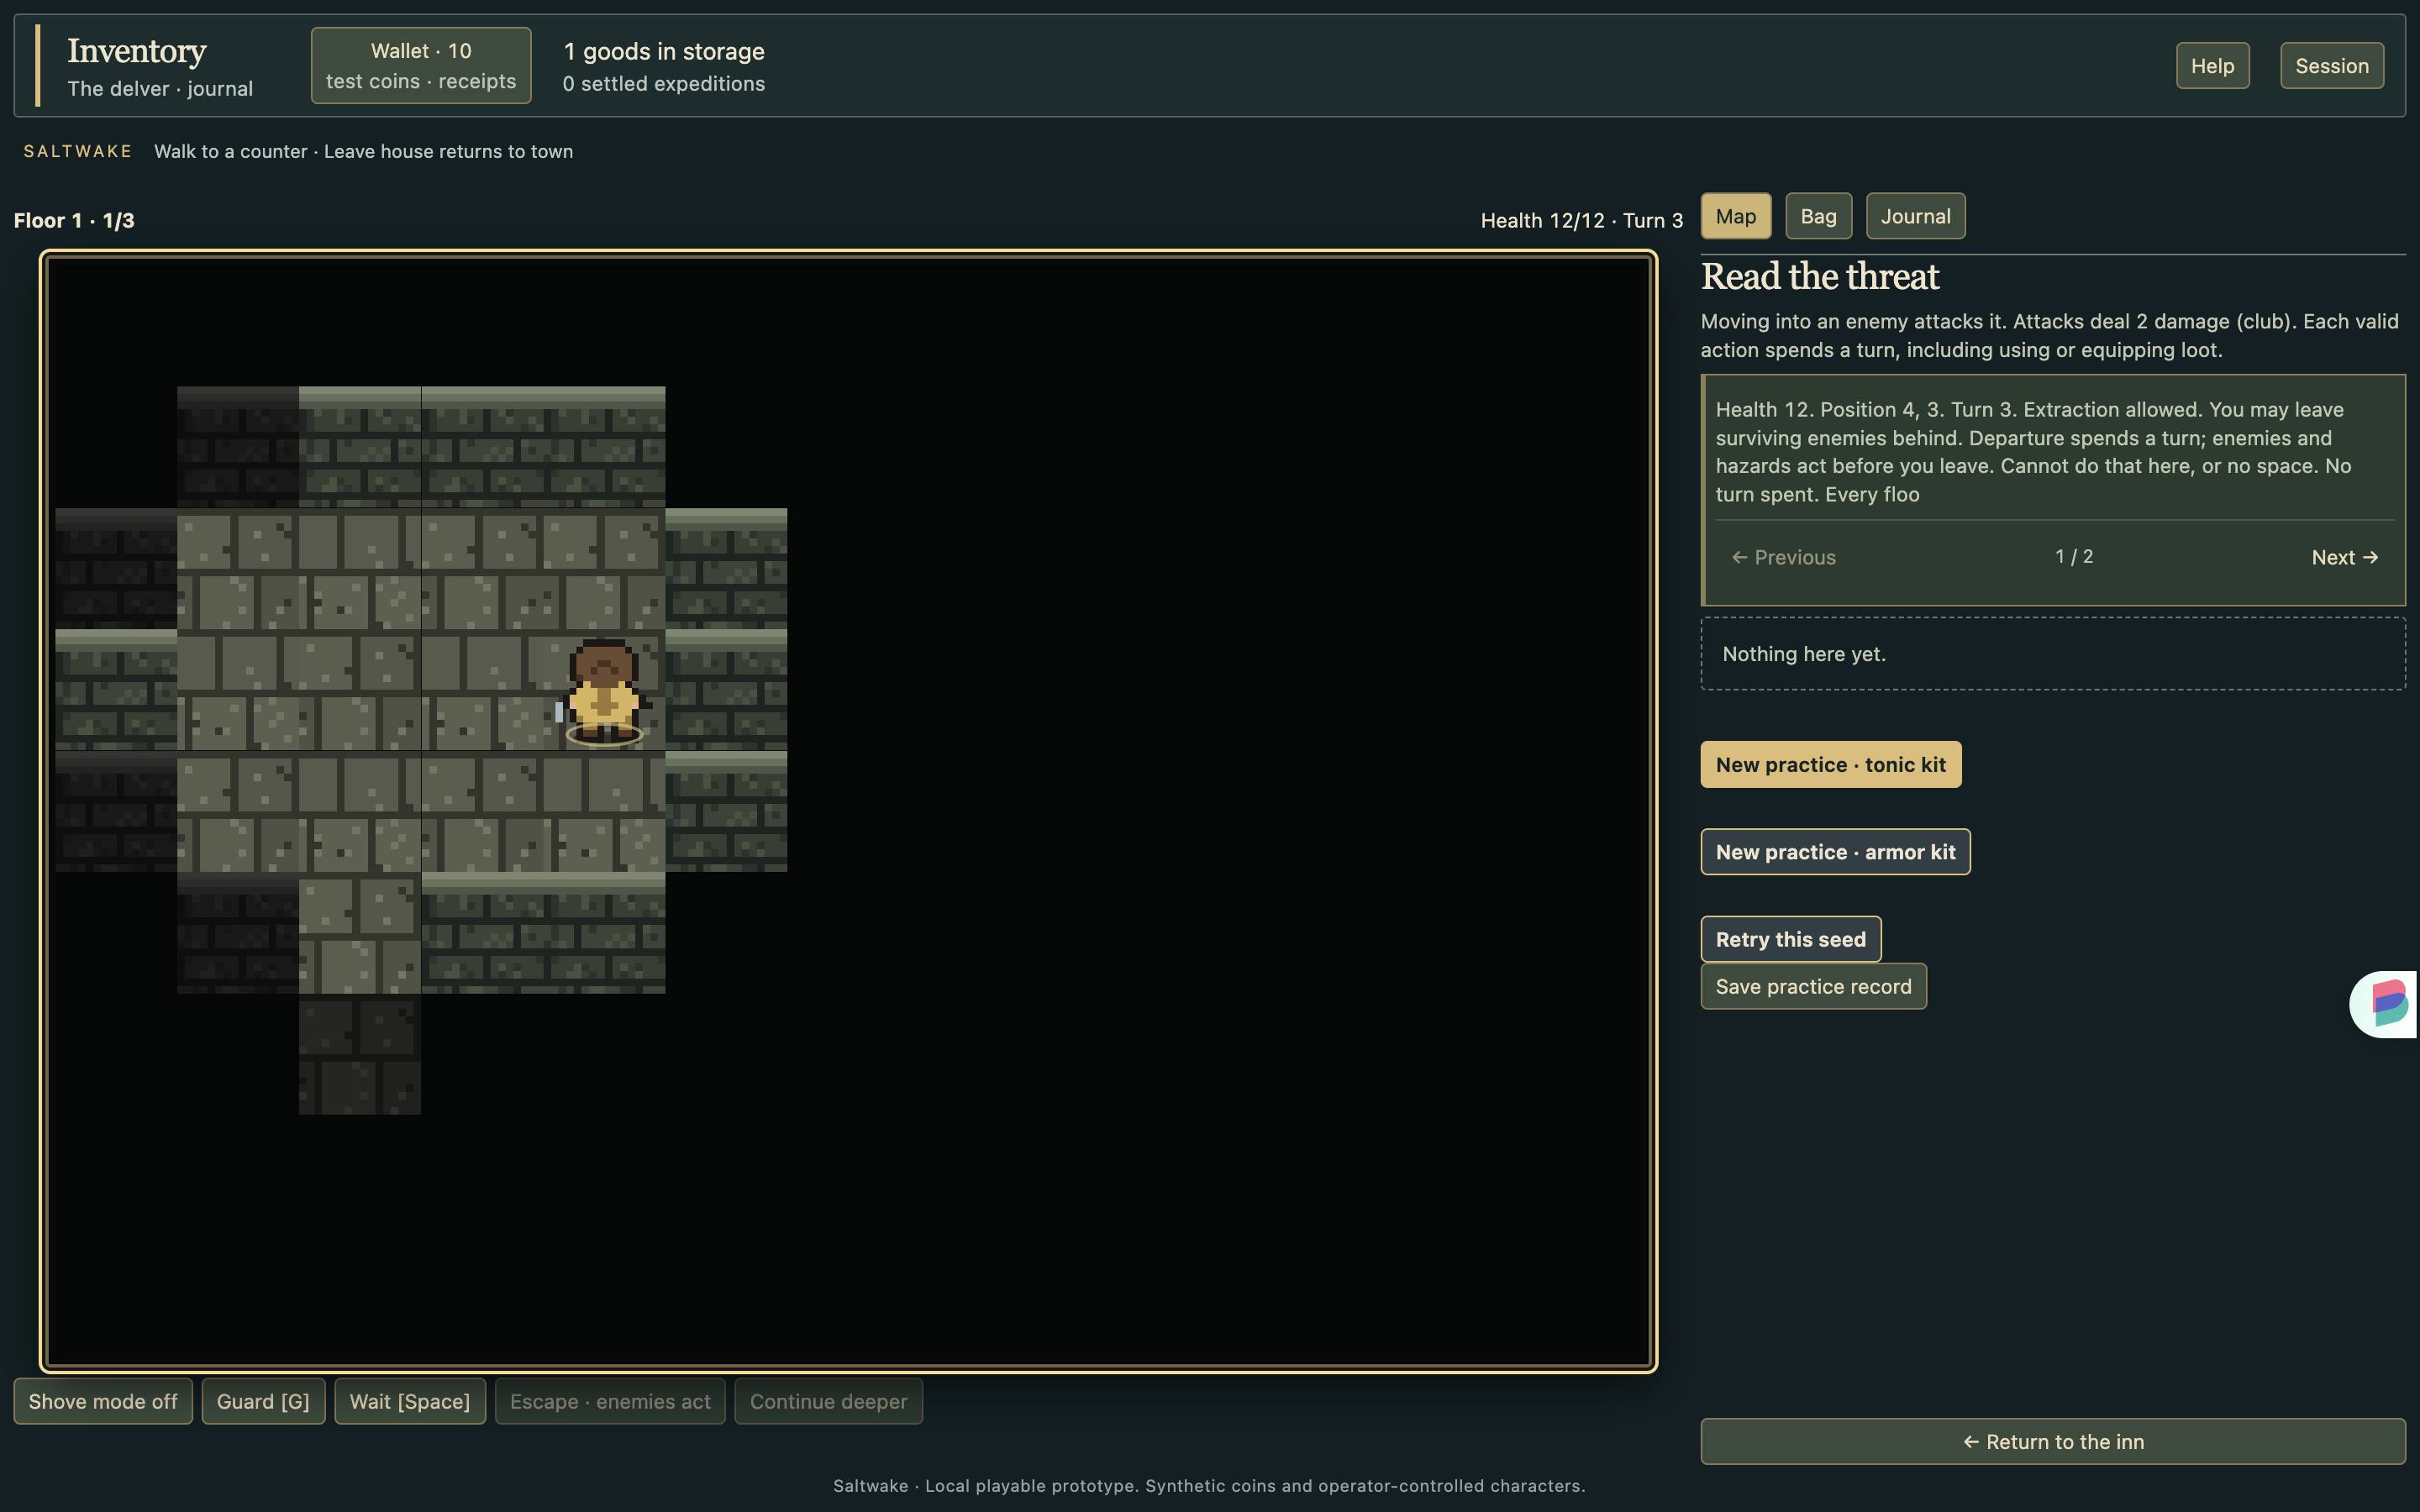 Inventory
The delver · journal
Wallet · 10
test coins · receipts
1 goods in storage
0 settled expeditions
Help
Session
SALTWAKE
Walk to a counter · Leave house returns to town
Floor 1 · 1/3
Health 12/12 · Turn 3
Map
Bag
Journal
Read the threat
Moving into an enemy attacks it. Attacks deal 2 damage (club). Each valid
action spends a turn, including using or equipping loot.
Health 12. Position 4, 3. Turn 3. Extraction allowed. You may leave
surviving enemies behind. Departure spends a turn; enemies and
hazards act before you leave. Cannot do that here, or no space. No
turn spent. Every floo
← Previous
1 / 2
Next →
Nothing here yet.
New practice · tonic kit
New practice · armor kit
Retry this seed
Save practice record
Shove mode off
Guard [G]
Wait [Space]
Escape · enemies act
Continue deeper
← Return to the inn
Saltwake · Local playable prototype. Synthetic coins and operator-controlled characters.